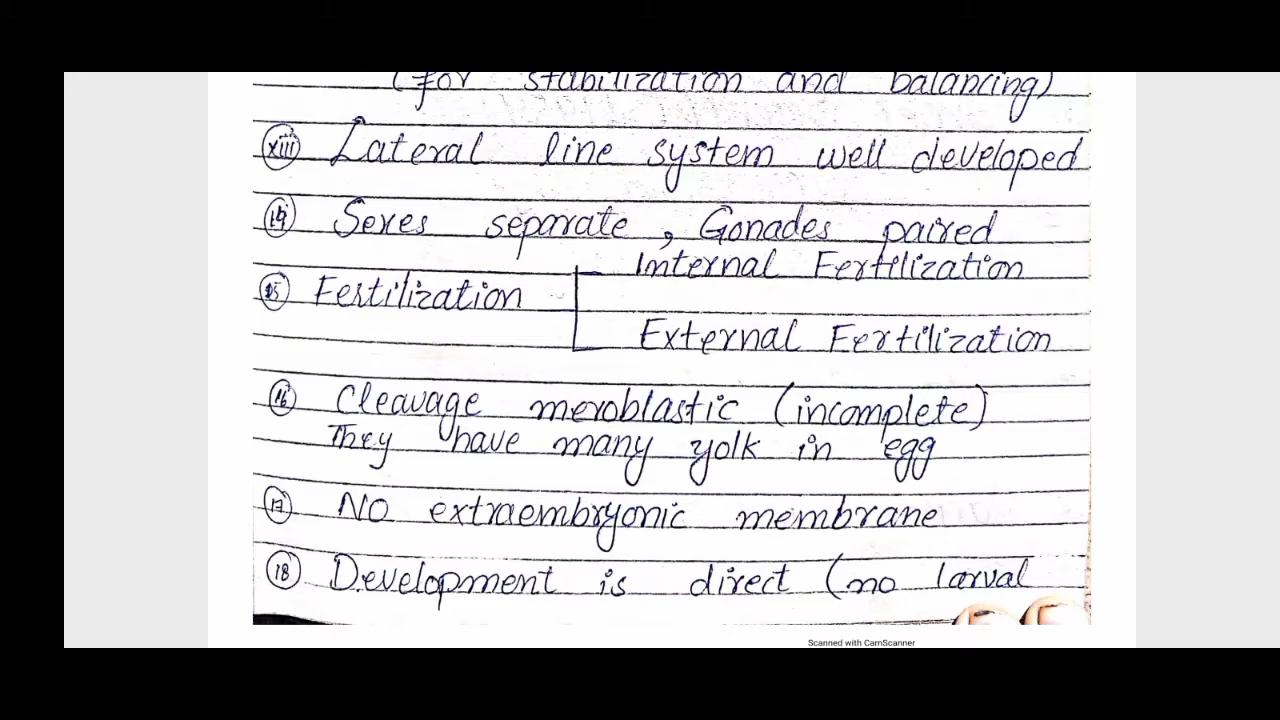 (for stabilization and balancing)
xiii Lateral line system well developed
14 Sexes separate, Gonades paired
Internal Fertilization
15 Fertilization
External Fertilization
16 Cleavage meroblastic (incomplete)
They have many yolk in egg
17 No extraembryonic membrane
18 Development is direct (no larval
Scanned with CamScanner